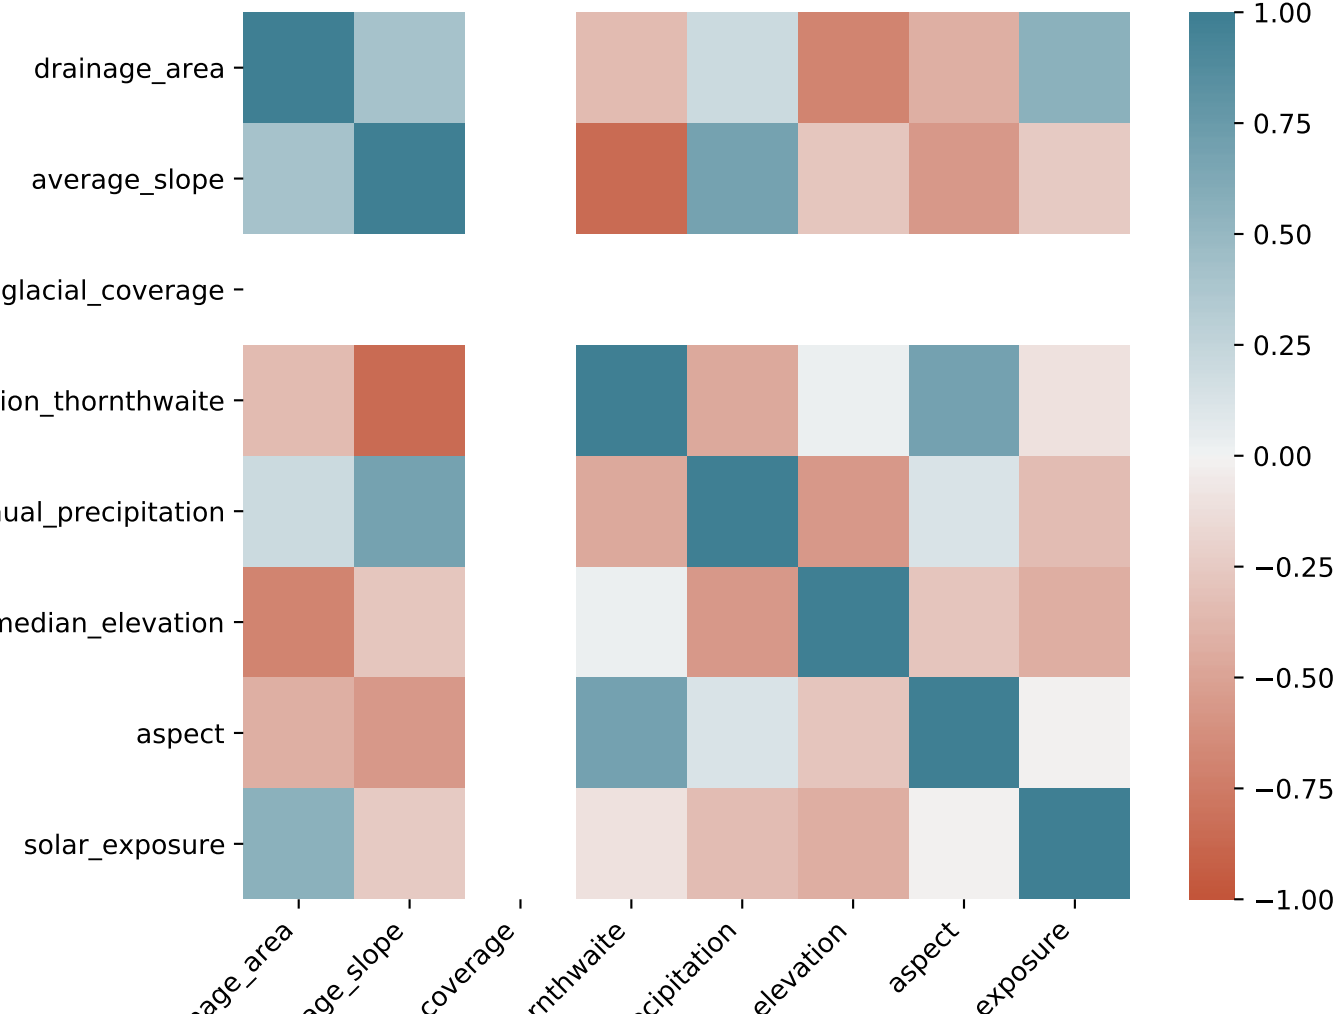 drainage_area
average_slope
glacial_coverage
ion_thornthwaite
ual_precipitation
median_elevation
aspect
solar_exposure
age_area
ge_slope
coverage
rnthwaite
cipitation
elevation
aspect
exposure
1.00
0.75
0.50
0.25
0.00
−0.25
−0.50
−0.75
−1.00